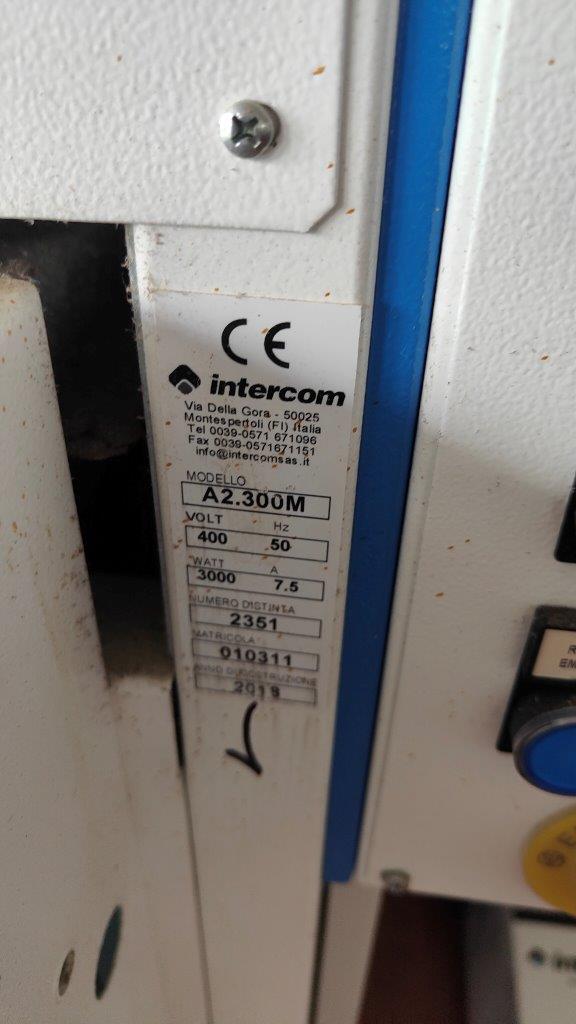 CE
intercom
Via Della Gora - 50025
Montespertoli (FI) Italia
Tel 0039-0571 671096
Fax 0039-0571671151
info@intercomsas.it
MODELLO
A2.300M
VOLT Hz
400 50
WATT A
3000 7.5
NUMERO DISTINTA
2351
MATRICOLA
010311
ANNO DI COSTRUZIONE
2018